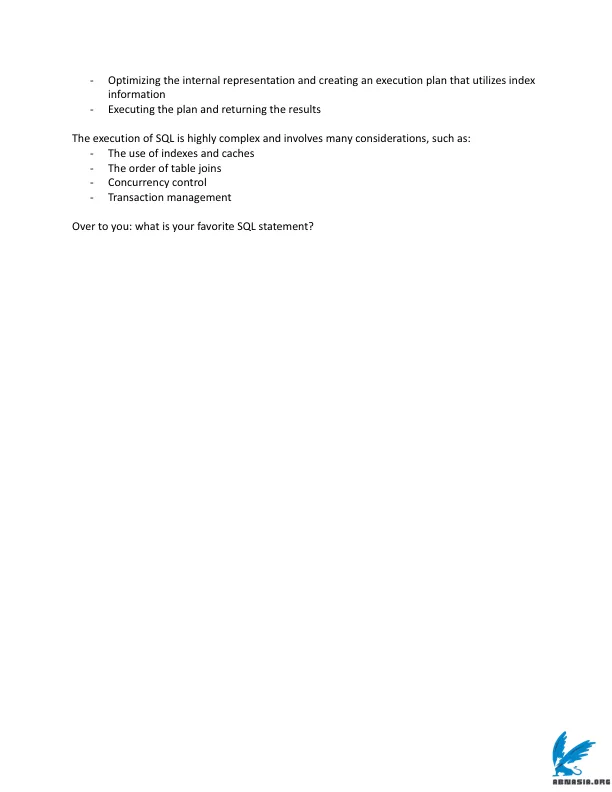 - Optimizing the internal representation and creating an execution plan that utilizes index
information
- Executing the plan and returning the results
The execution of SQL is highly complex and involves many considerations, such as:
- The use of indexes and caches
- The order of table joins
- Concurrency control
- Transaction management
Over to you: what is your favorite SQL statement?
ABNASIA.ORG